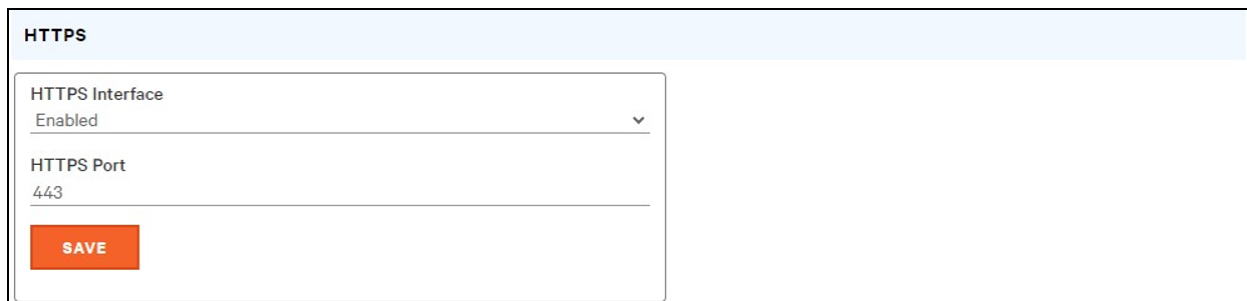 HTTPS
HTTPS Interface
Enabled
HTTPS Port
443
SAVE